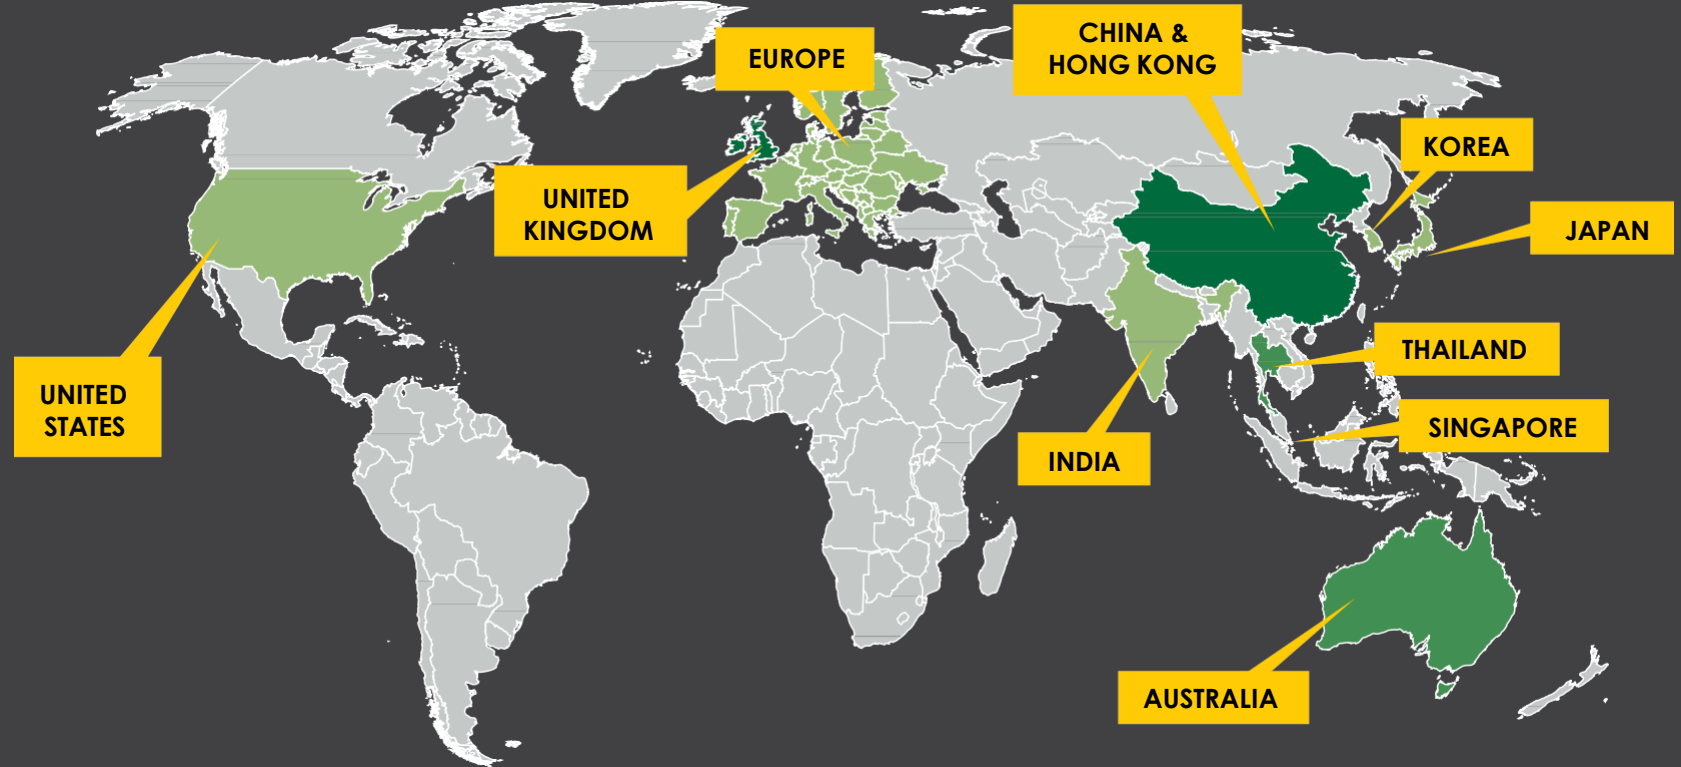 EUROPE
CHINA &
HONG KONG
KOREA
UNITED
KINGDOM
JAPAN
THAILAND
UNITED
STATES
SINGAPORE
INDIA
AUSTRALIA